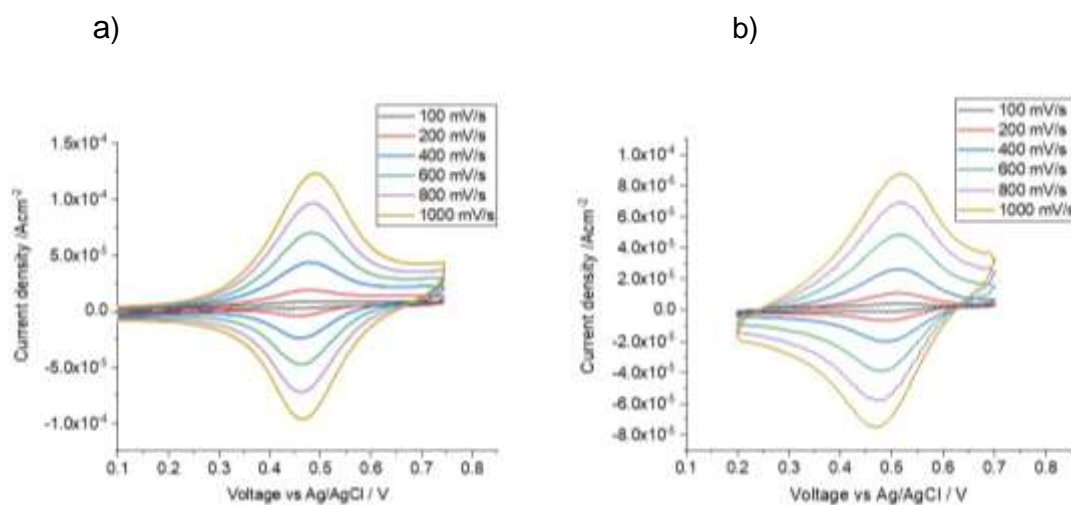 a)
b)
100 mV/s
200 mV/s
400 mV/s
600 mV/s
800 mV/s
1000 mV/s
1.5x10-4
1.0x10-4
5.0x10-5
0.0
-5.0x10-5
-1.0x10-4
Current density /Acm-2
0.1 0.2 0.3 0.4 0.5 0.6 0.7 0.8
Voltage vs Ag/AgCl / V
100 mV/s
200 mV/s
400 mV/s
600 mV/s
800 mV/s
1000 mV/s
1.0x10-4
8.0x10-5
6.0x10-5
4.0x10-5
2.0x10-5
0.0
-2.0x10-5
-4.0x10-5
-6.0x10-5
-8.0x10-5
Current density /Acm-2
0.1 0.2 0.3 0.4 0.5 0.6 0.7 0.8
Voltage vs Ag/AgCl / V